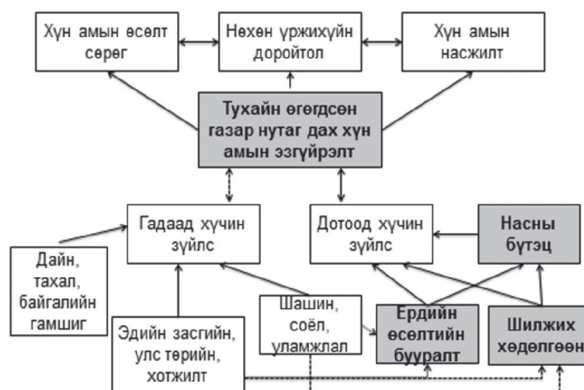 Хүн амын өсөлт
сөрөг
Нөхөн үржихүйн
доройтол
Хүн амын
насжилт
Тухайн өгөгдсөн
газар нутаг дах хүн
амын эзгүйрэлт
Гадаад хүчин
зүйлс
Дотоод хүчин
зүйлс
Насны
бүтэц
Дайн,
тахал,
байгалийн
гамшиг
Эдийн засгийн,
улс төрийн,
хотжилт
Шашин,
соёл,
уламжлал
Ердийн
өсөлтийн
бууралт
Шилжих
хөдөлгөөн